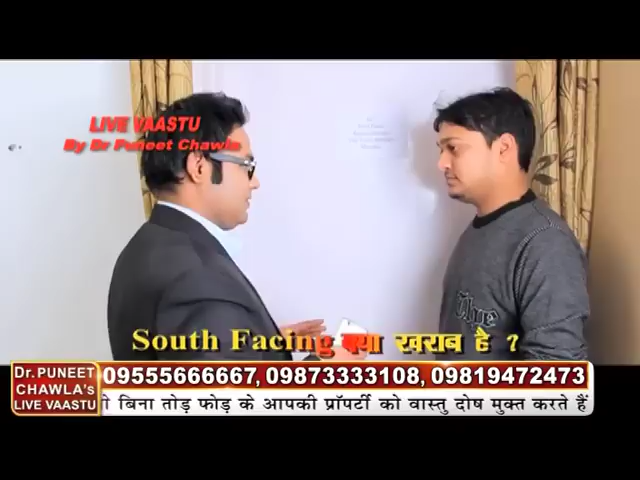 LIVE VAASTU
By Dr Puneet Chawla
South Facing क्या खराब है ?
Dr. PUNEET
CHAWLA's
LIVE VAASTU
09555666667, 09873333108, 09819472473
बिना तोड़ फोड़ के आपकी प्रॉपर्टी को वास्तु दोष मुक्त करते हैं